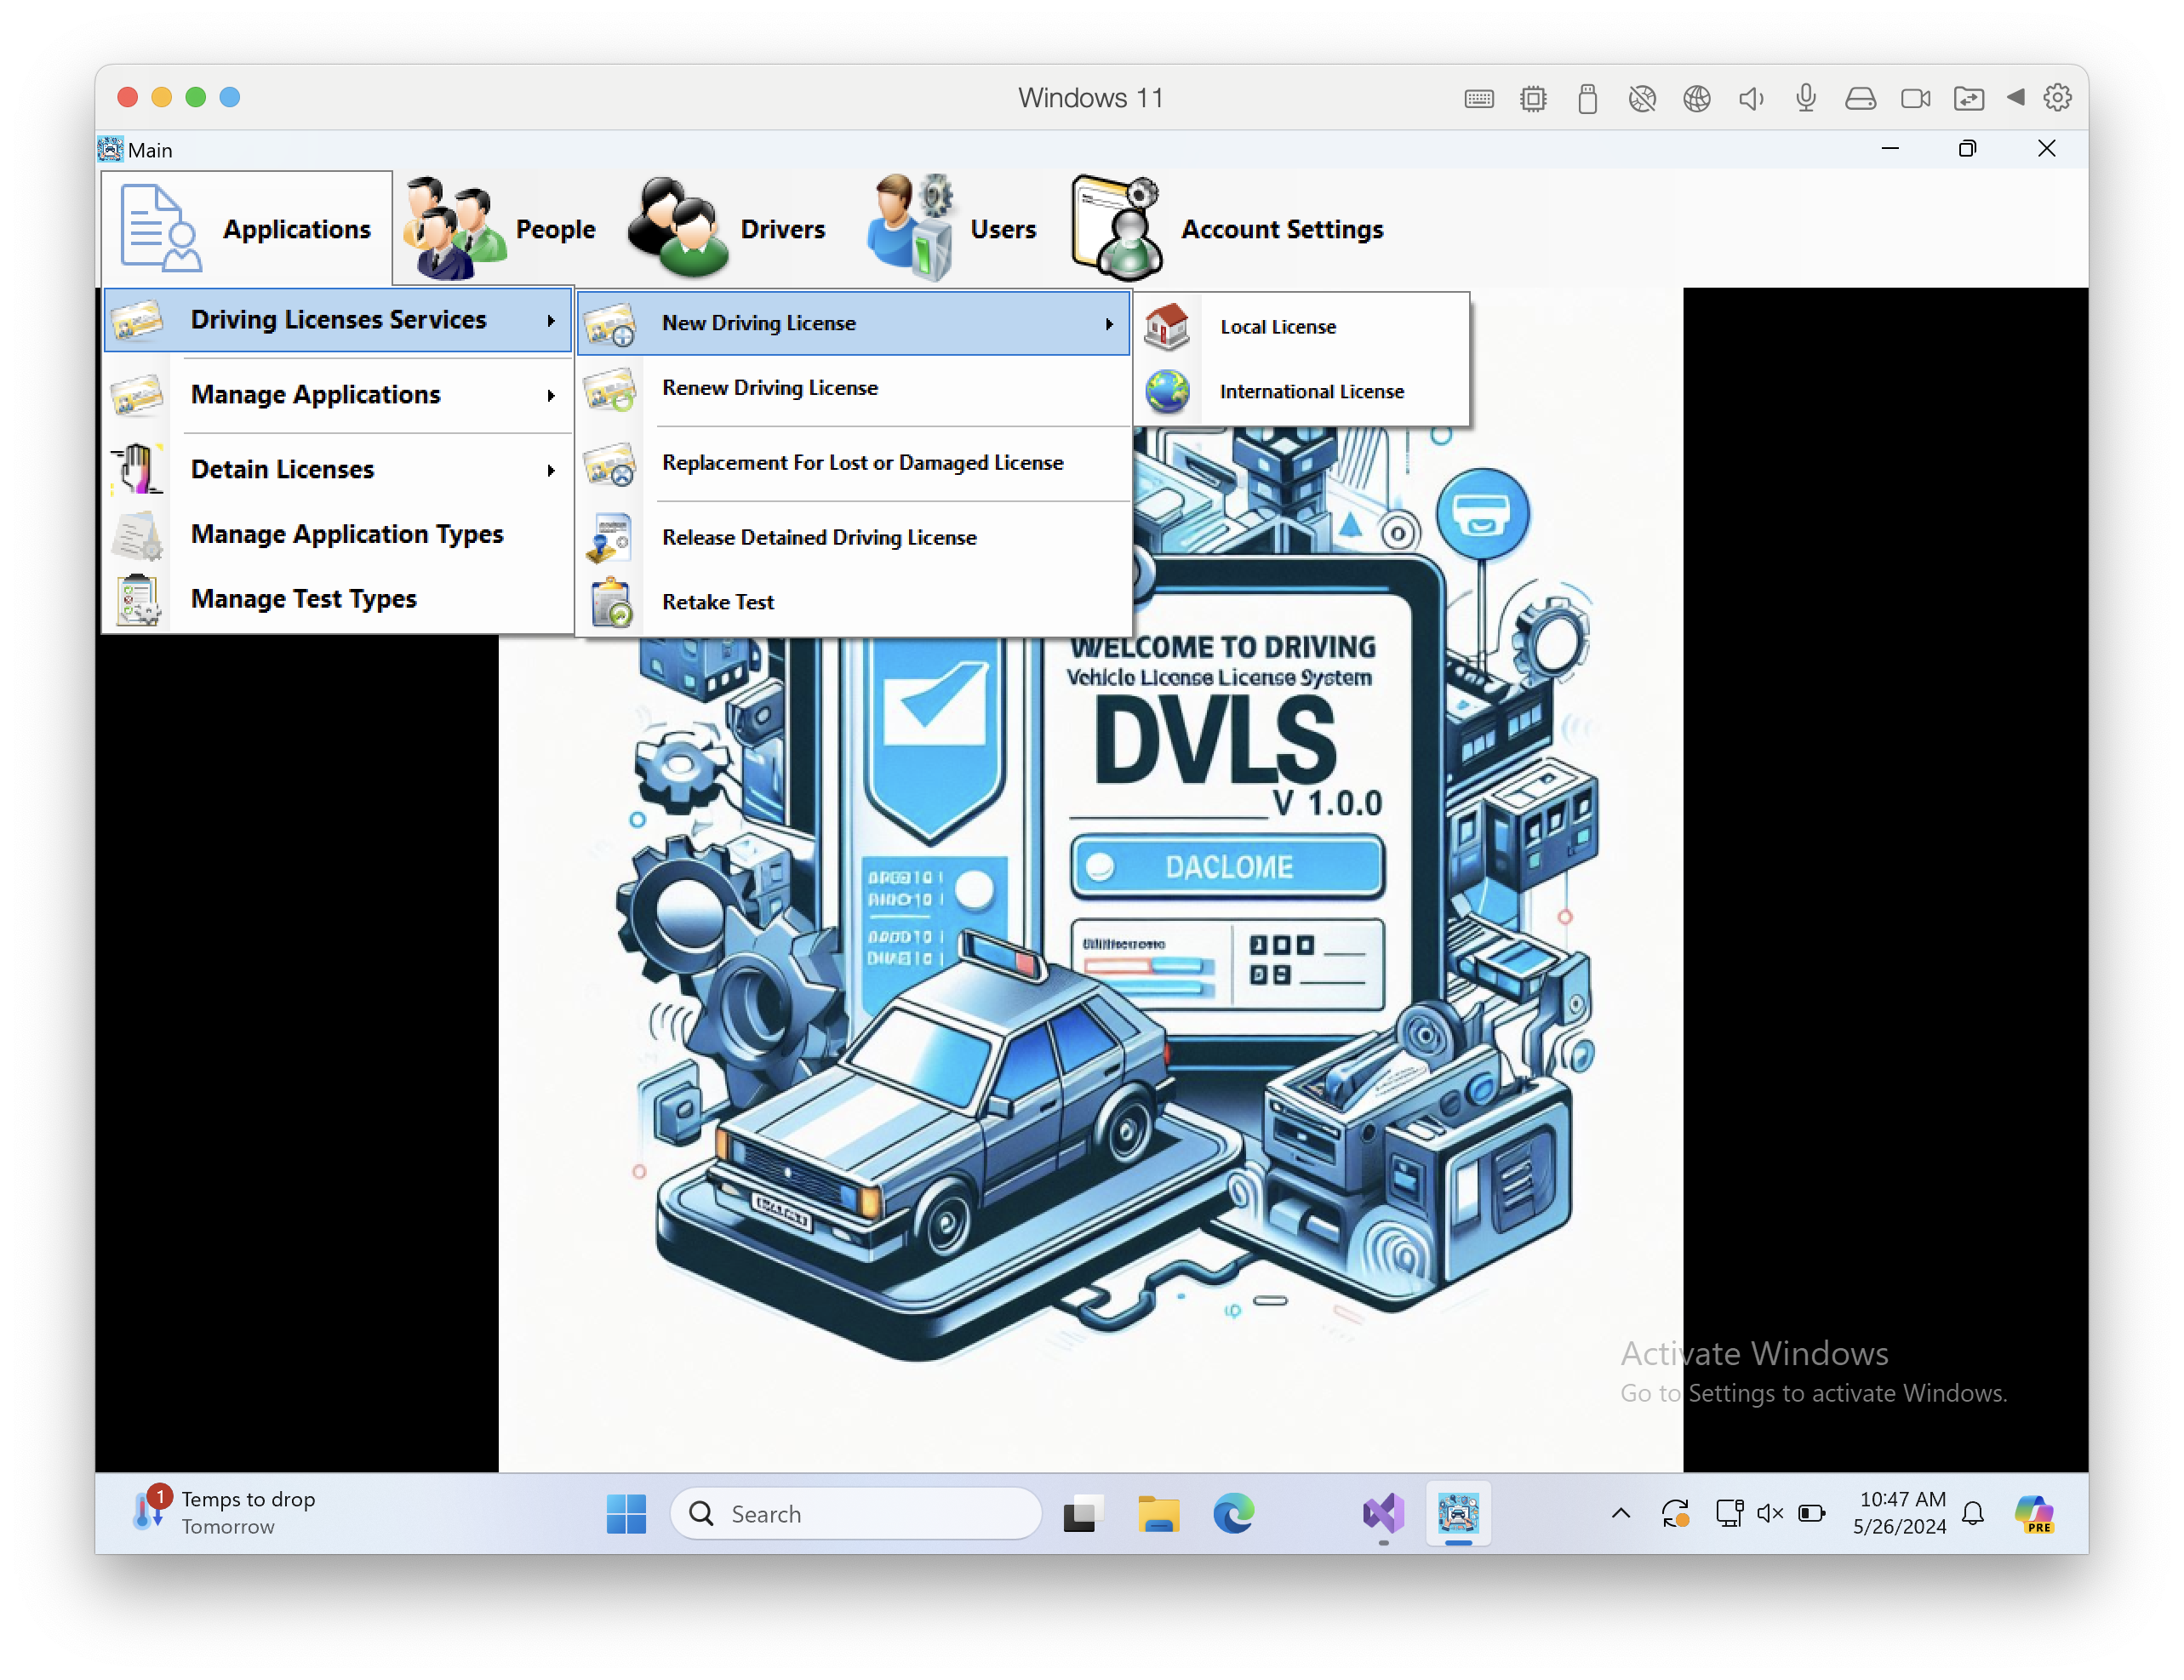 Windows 11
Main
Applications
People
Drivers
Users
Account Settings
Driving Licenses Services
Manage Applications
Detain Licenses
Manage Application Types
Manage Test Types
New Driving License
Renew Driving License
Replacement For Lost or Damaged License
Release Detained Driving License
Retake Test
Local License
International License
WELCOME TO DRIVING
Vehicle License License System
DVLS
V 1.0.0
DACLOME
Activate Windows
Go to Settings to activate Windows.
1
Temps to drop
Tomorrow
Search
10:47 AM
5/26/2024
PRE